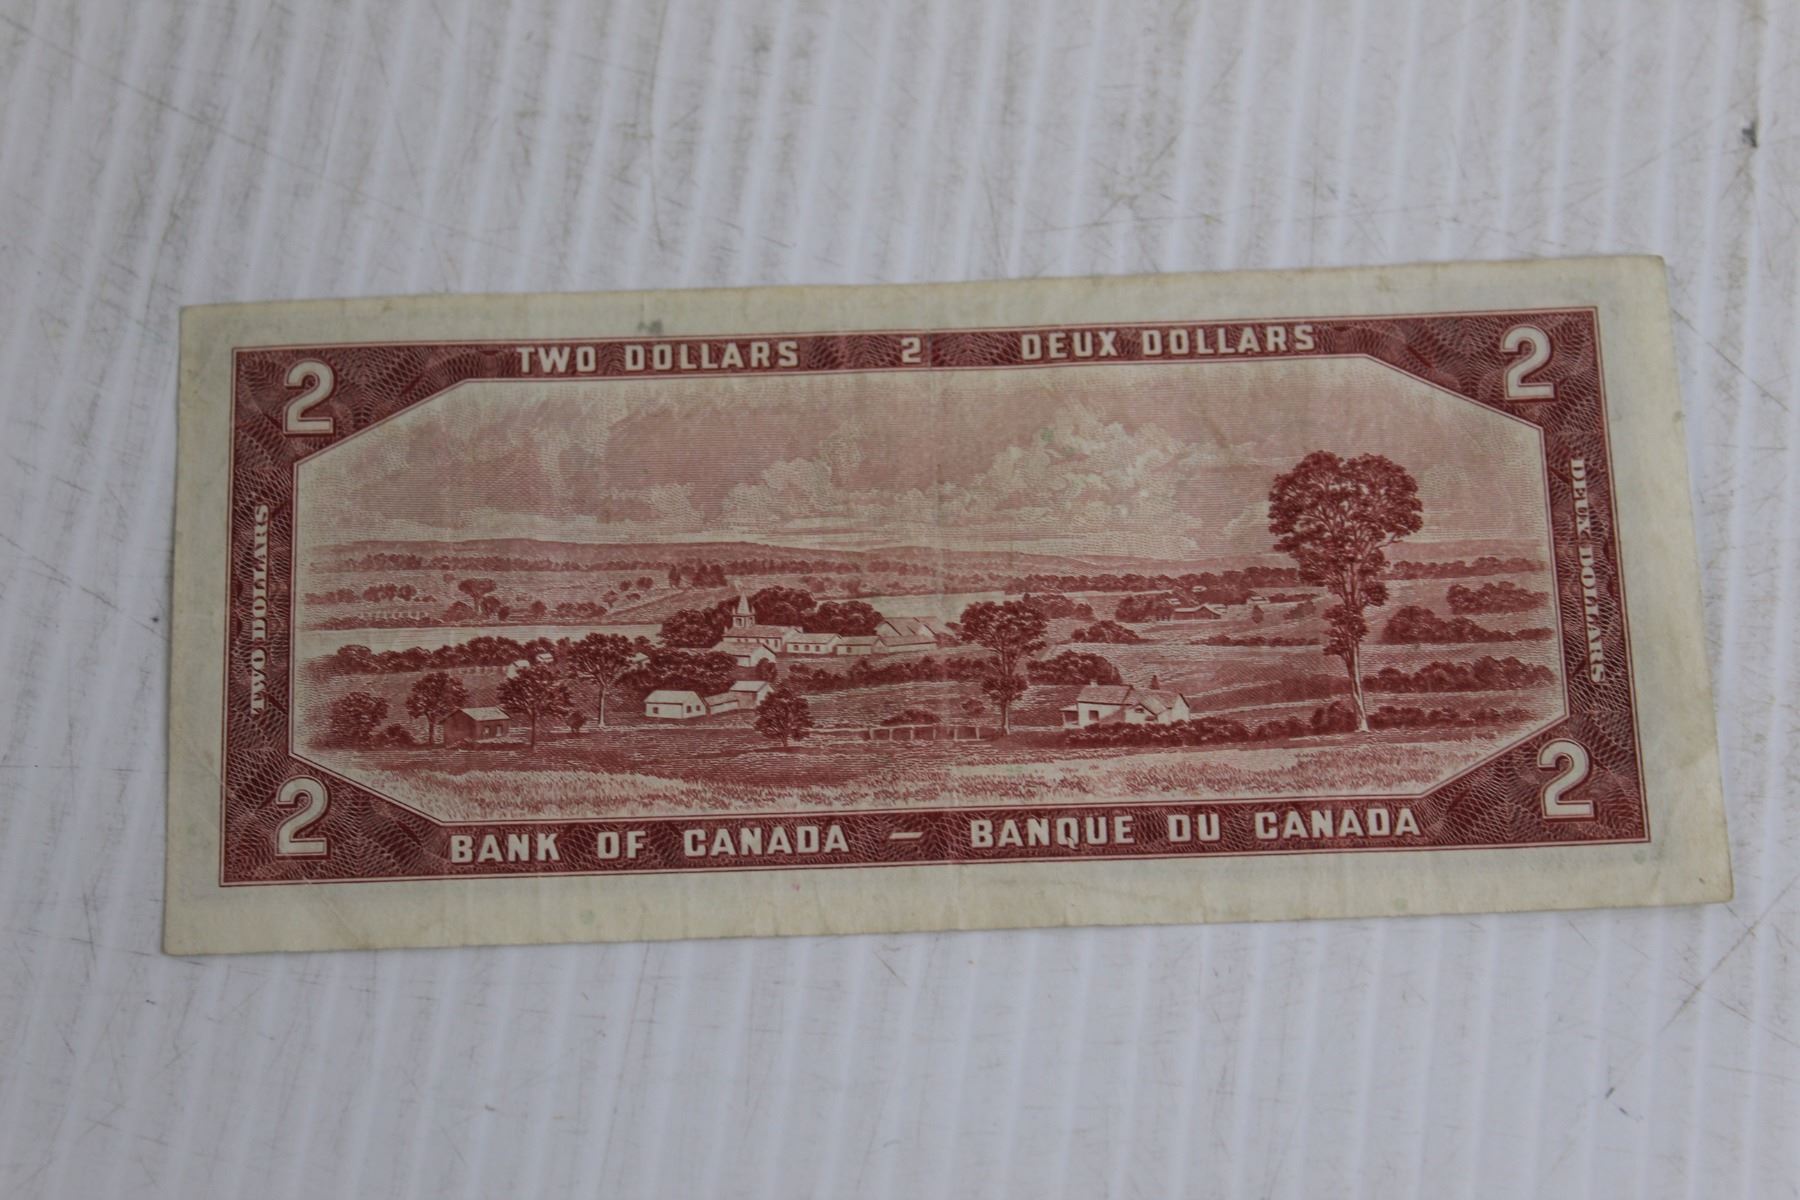 2 TWO DOLLARS 2 DEUX DOLLARS 2
TWO DOLLARS
DEUX DOLLARS
2 BANK OF CANADA — BANQUE DU CANADA 2